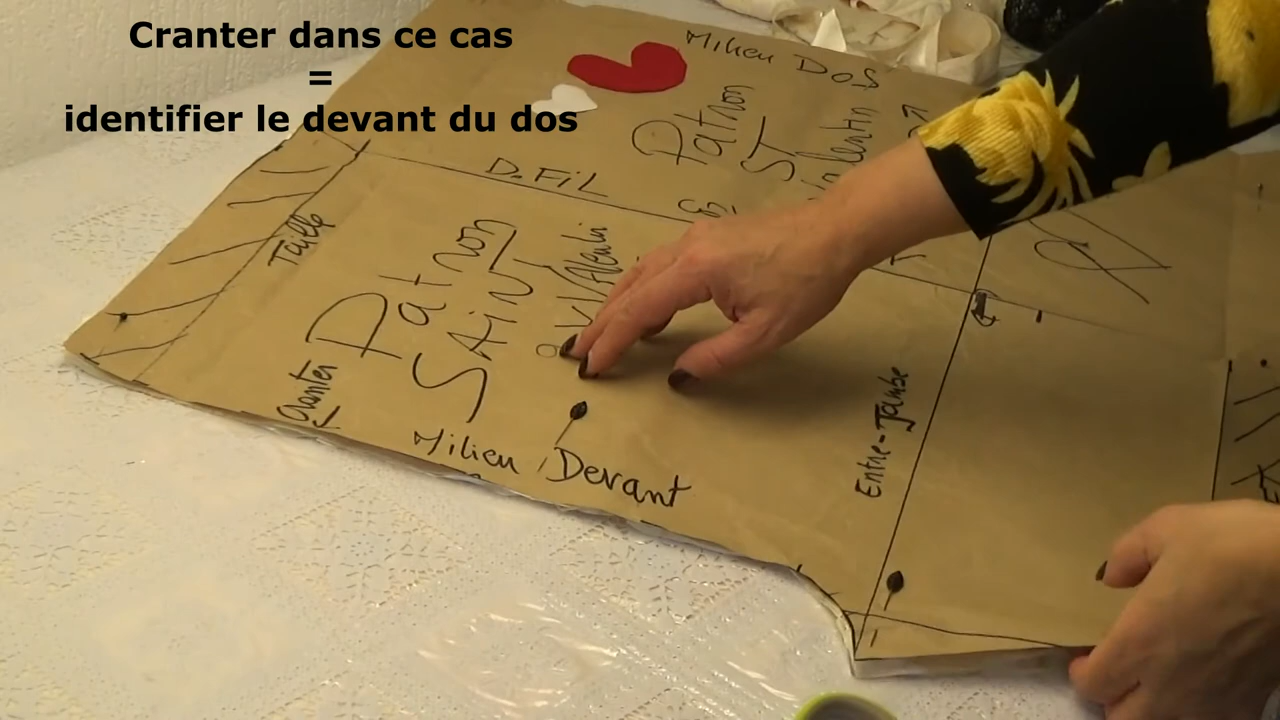 Cranter dans ce cas
=
identifier le devant du dos
Milieu DOS
Patron
ST
D. FiL
Taille
Patron
SAiNT
Cranter
Milieu Devant
Entre-Jambe